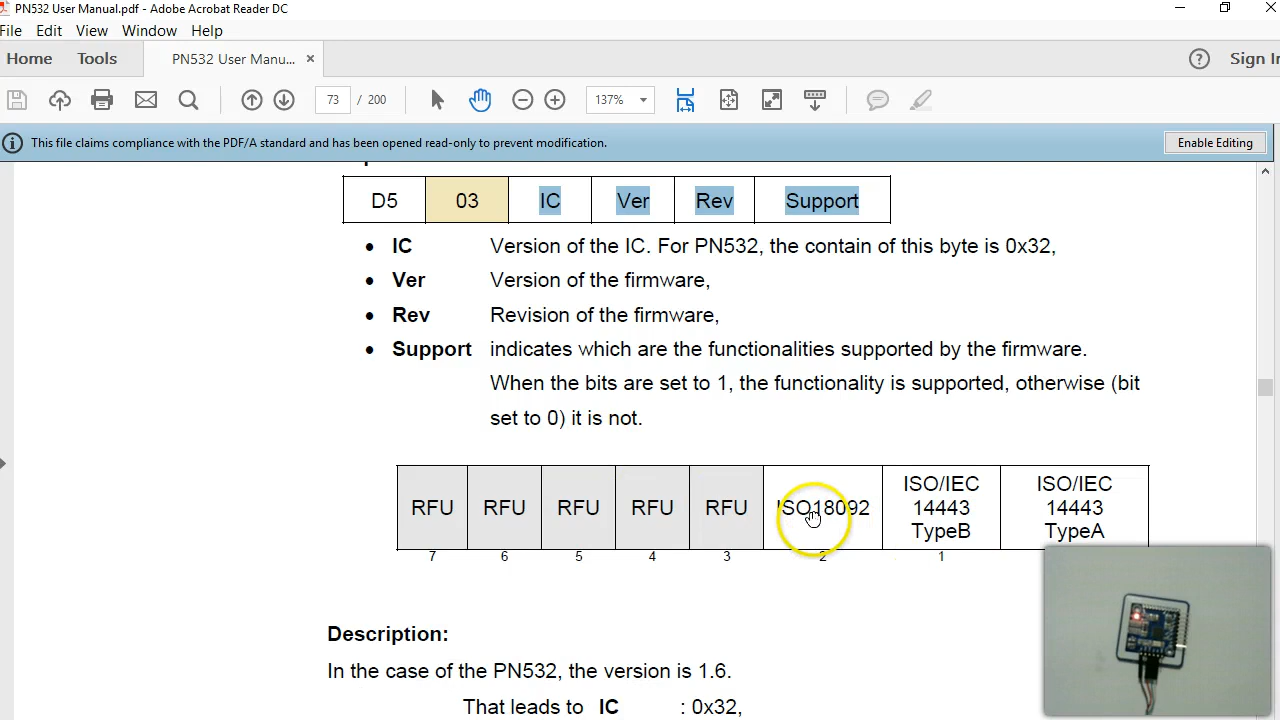 PN532 User Manual.pdf - Adobe Acrobat Reader DC
File Edit View Window Help
Home Tools PN532 User Manu... × Sign In
73 / 200 137%
This file claims compliance with the PDF/A standard and has been opened read-only to prevent modification. Enable Editing
D5 03 IC Ver Rev Support
• IC Version of the IC. For PN532, the contain of this byte is 0x32,
• Ver Version of the firmware,
• Rev Revision of the firmware,
• Support indicates which are the functionalities supported by the firmware.
When the bits are set to 1, the functionality is supported, otherwise (bit
set to 0) it is not.
RFU RFU RFU RFU RFU ISO18092 ISO/IEC 14443 TypeB ISO/IEC 14443 TypeA
7 6 5 4 3 2 1
Description:
In the case of the PN532, the version is 1.6.
That leads to IC : 0x32,